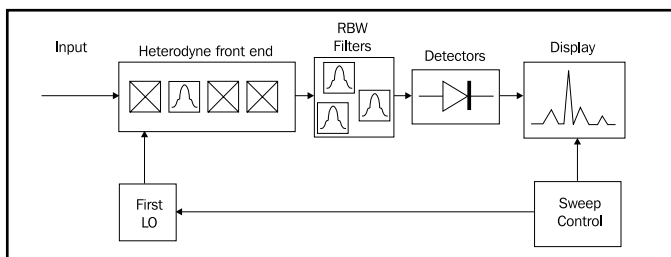 Input
Heterodyne front end
RBW
Filters
Detectors
Display
First
LO
Sweep
Control